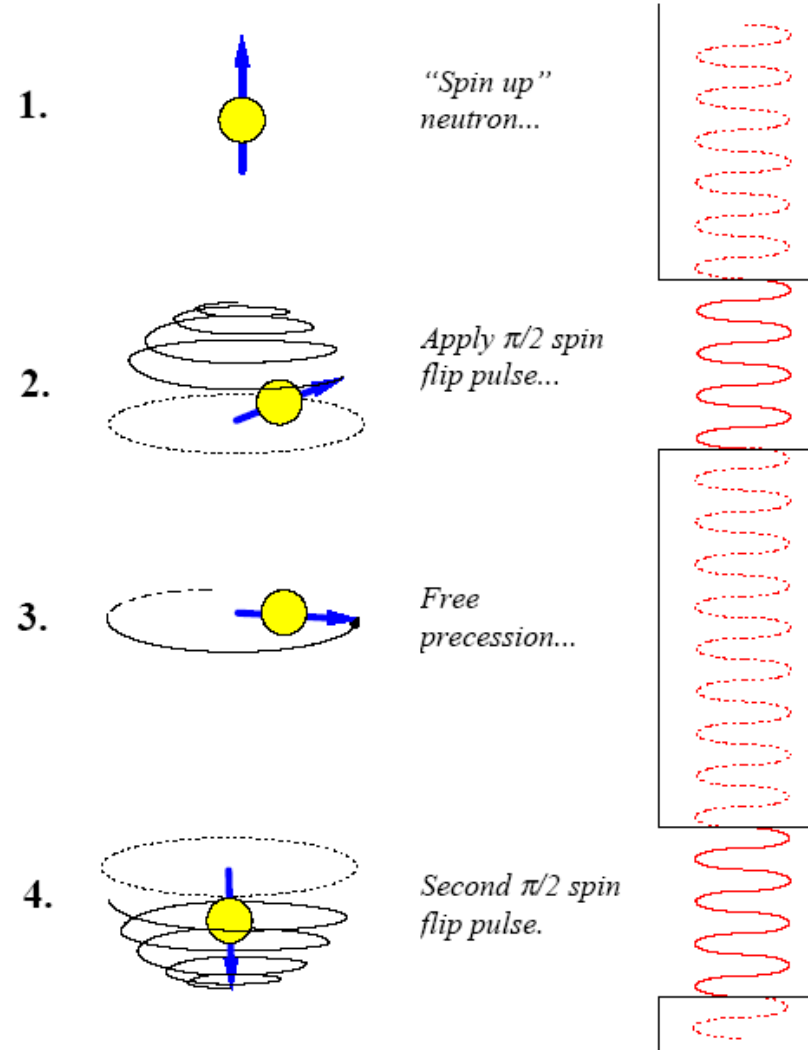 1.
“Spin up”
neutron...
2.
Apply π/2 spin
flip pulse...
3.
Free
precession...
4.
Second π/2 spin
flip pulse.